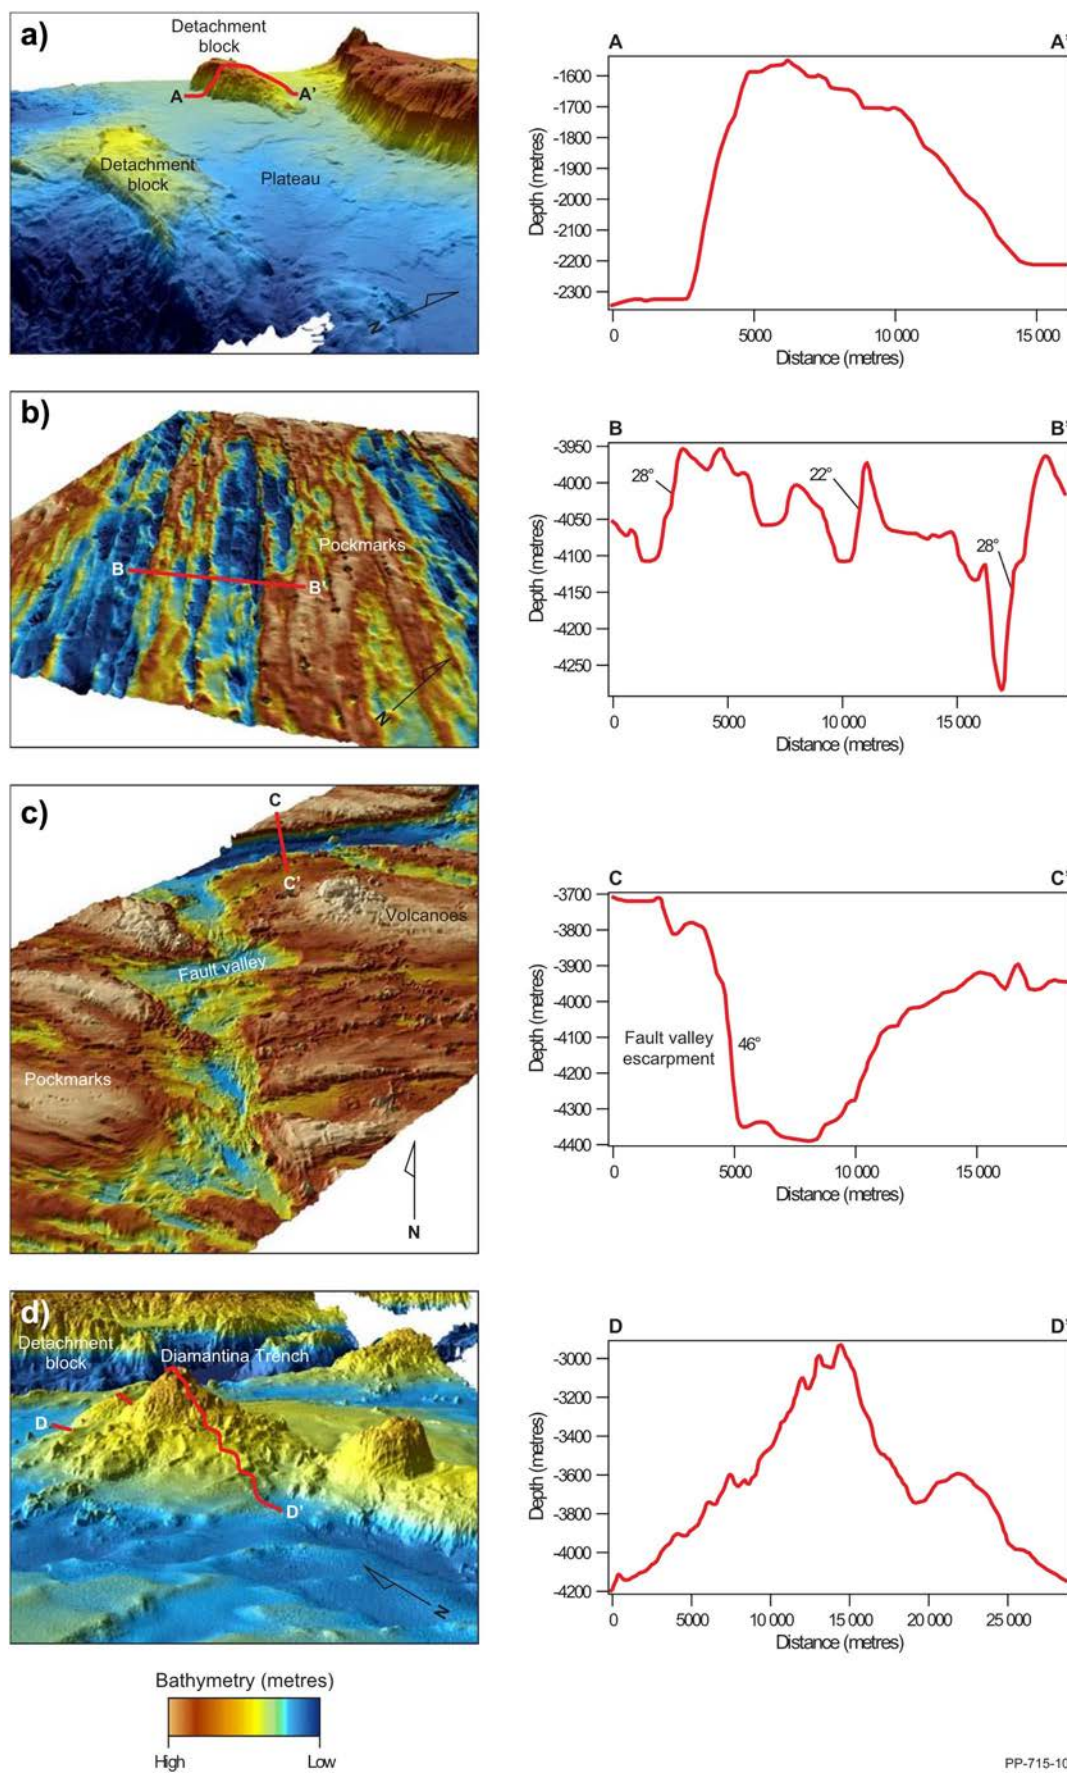 a)
Detachment
block
A
A'
Detachment
block
Plateau
N
A
A'
-1600
-1700
-1600
-1900
-2000
-2100
-2200
-2300
Depth (metres)
0
5000
10 000
15 000
Distance (metres)
b)
Pockmarks
B
B'
N
B
B'
-3950
-4000
-4050
-4100
-4150
-4200
-4250
Depth (metres)
28°
22°
28°
0
5000
10 000
15 000
Distance (metres)
c)
C
C'
Volcanoes
Fault valley
Pockmarks
N
C
C'
-3700
-3800
-3900
-4000
-4100
-4200
-4300
-4400
Depth (metres)
Fault valley
escarpment
46°
0
5000
10 000
15 000
Distance (metres)
d)
Detachment
block
Diamantina Trench
D
D'
N
D
D'
-3000
-3200
-3400
-3600
-3800
-4000
-4200
Depth (metres)
0
5000
10 000
15 000
20 000
25 000
Distance (metres)
Bathymetry (metres)
High
Low
PP-715-10